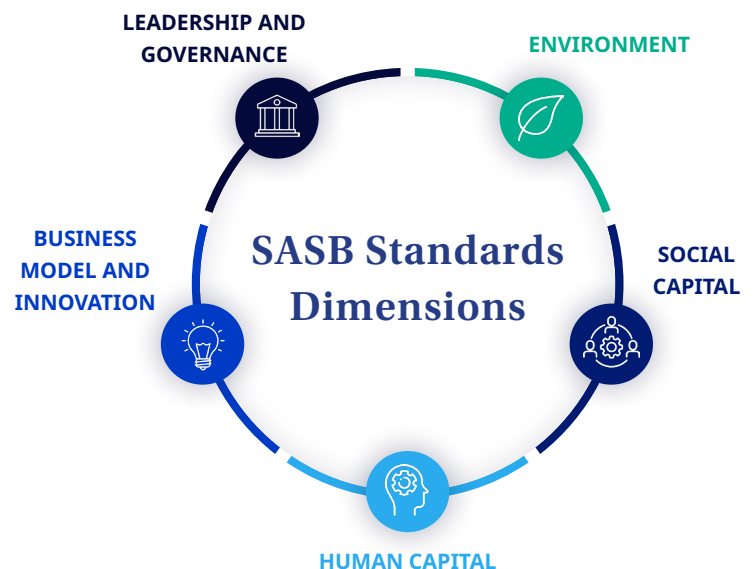 LEADERSHIP AND
GOVERNANCE
ENVIRONMENT
BUSINESS
MODEL AND
INNOVATION
SASB Standards
Dimensions
SOCIAL
CAPITAL
HUMAN CAPITAL